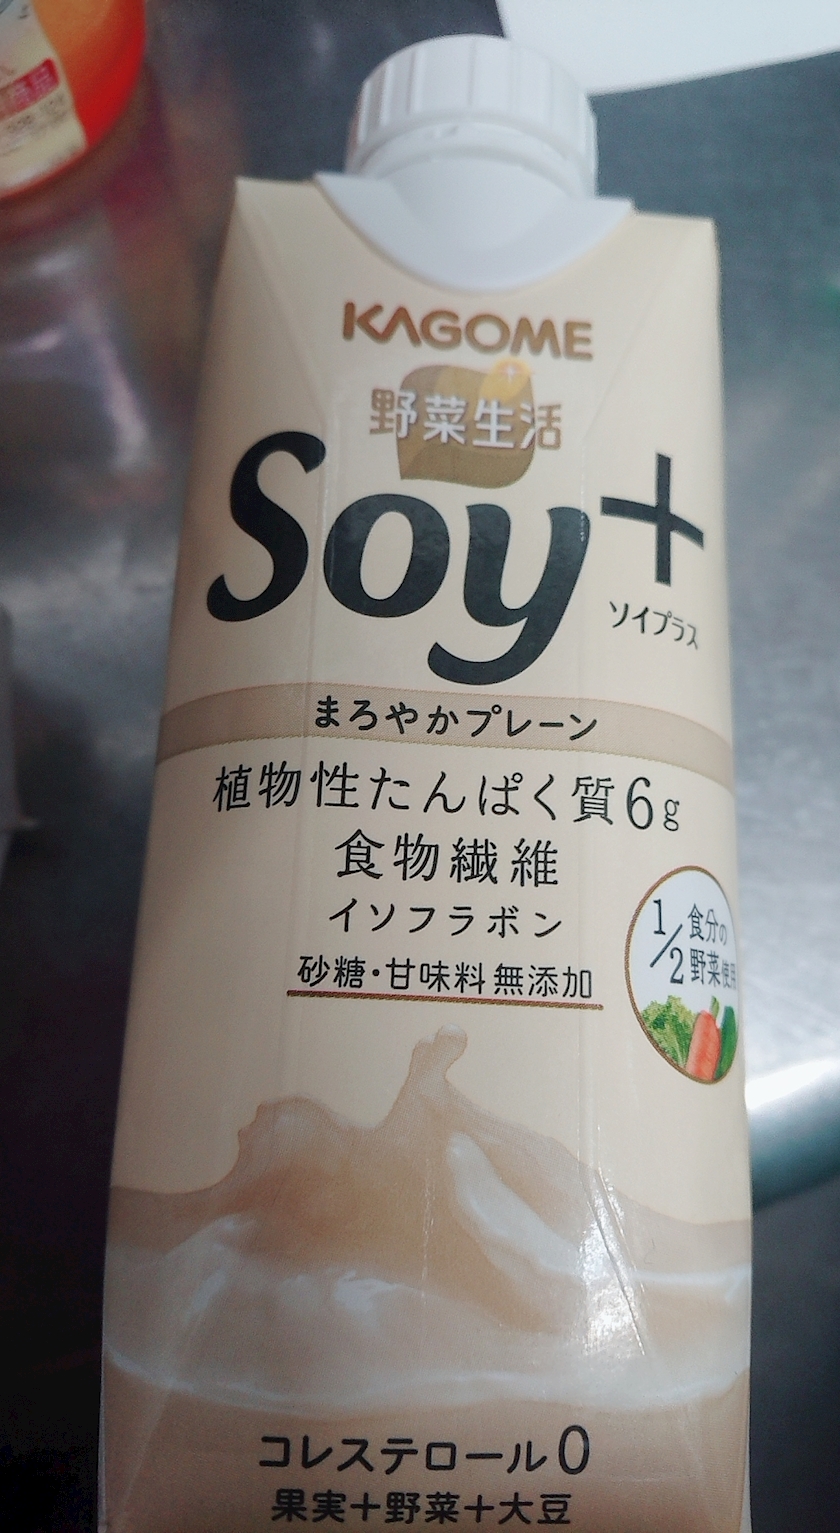 KAGOME
野菜生活
Soy+
ソイプラス
まろやかプレーン
植物性たんぱく質6g
食物繊維
イソフラボン
砂糖・甘味料無添加
1/2食分の
野菜使用
コレステロール0
果実+野菜+大豆